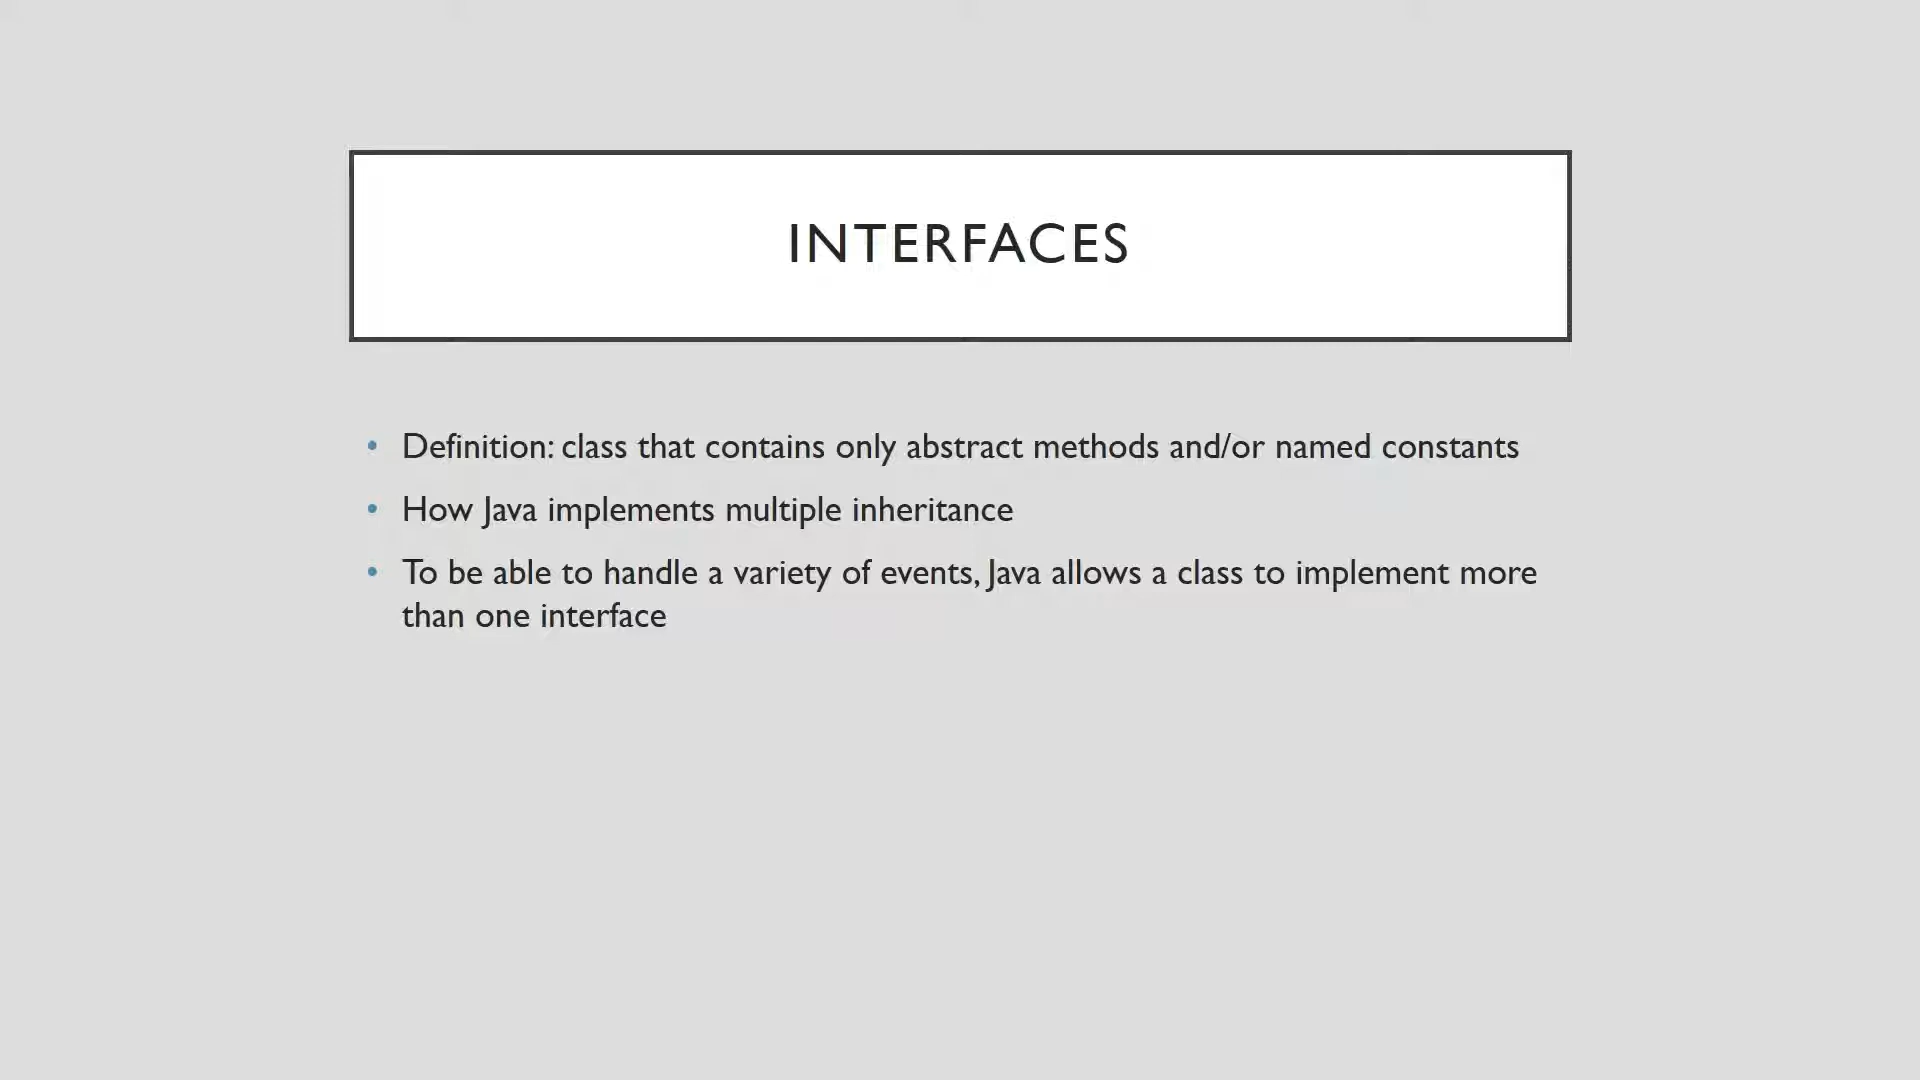 INTERFACES
• Definition: class that contains only abstract methods and/or named constants
• How Java implements multiple inheritance
• To be able to handle a variety of events, Java allows a class to implement more
than one interface